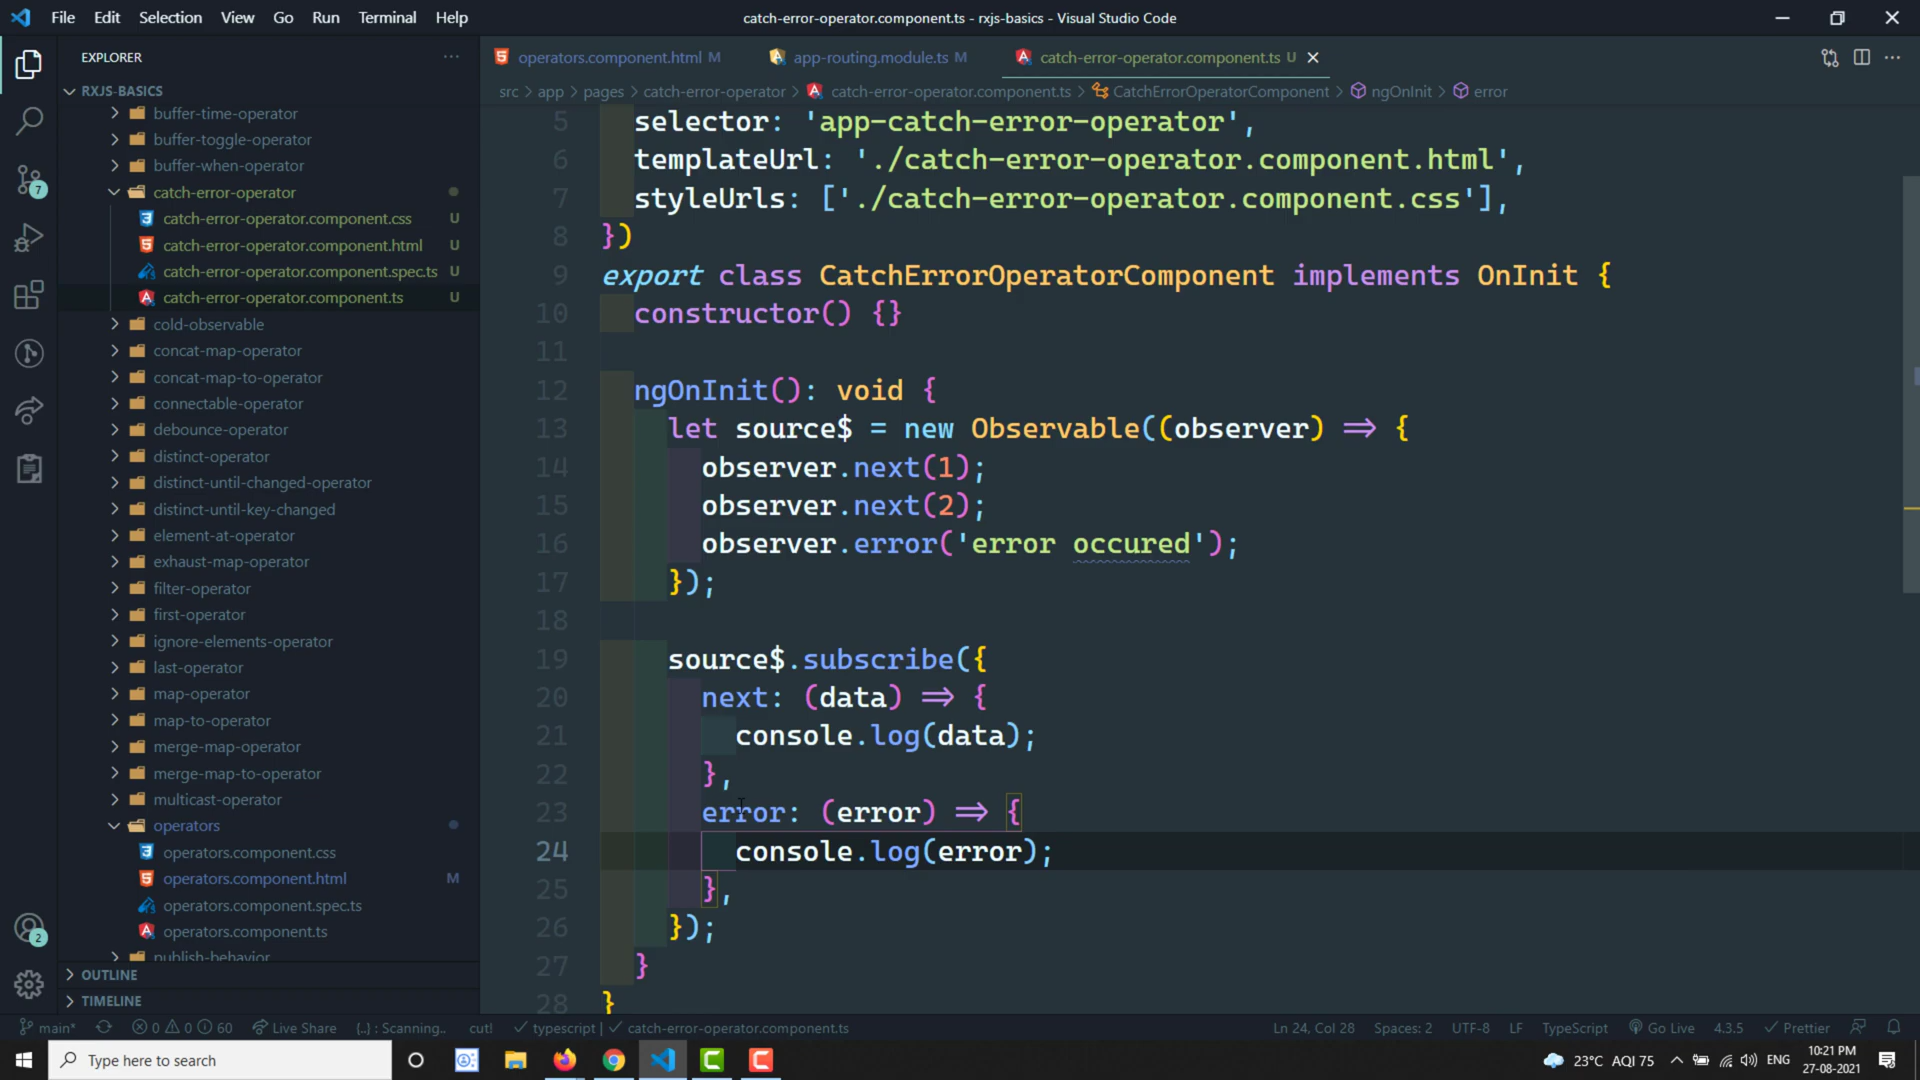 File Edit Selection View Go Run Terminal Help
catch-error-operator.component.ts - rxjs-basics - Visual Studio Code
EXPLORER
RXJS-BASICS
buffer-time-operator
buffer-toggle-operator
buffer-when-operator
catch-error-operator
catch-error-operator.component.css U
catch-error-operator.component.html U
catch-error-operator.component.spec.ts U
catch-error-operator.component.ts U
cold-observable
concat-map-operator
concat-map-to-operator
connectable-operator
debounce-operator
distinct-operator
distinct-until-changed-operator
distinct-until-key-changed
element-at-operator
exhaust-map-operator
filter-operator
first-operator
ignore-elements-operator
last-operator
map-operator
map-to-operator
merge-map-operator
merge-map-to-operator
multicast-operator
operators
operators.component.css
operators.component.html M
operators.component.spec.ts
operators.component.ts
publish-behavior
OUTLINE
TIMELINE
7
2
operators.component.html M
app-routing.module.ts M
catch-error-operator.component.ts U
src > app > pages > catch-error-operator > catch-error-operator.component.ts > CatchErrorOperatorComponent > ngOnInit > error
5 selector: 'app-catch-error-operator',
6 templateUrl: './catch-error-operator.component.html',
7 styleUrls: ['./catch-error-operator.component.css'],
8 })
9 export class CatchErrorOperatorComponent implements OnInit {
10 constructor() {}
11
12 ngOnInit(): void {
13 let source$ = new Observable((observer) => {
14 observer.next(1);
15 observer.next(2);
16 observer.error('error occured');
17 });
18
19 source$.subscribe({
20 next: (data) => {
21 console.log(data);
22 },
23 error: (error) => {
24 console.log(error);
25 },
26 });
27 }
28 }
main* 0 0 60 Live Share {..} : Scanning.. cut! typescript | catch-error-operator.component.ts
Ln 24, Col 28 Spaces: 2 UTF-8 LF TypeScript Go Live 4.3.5 Prettier
Type here to search
23°C AQI 75 ENG
10:21 PM
27-08-2021